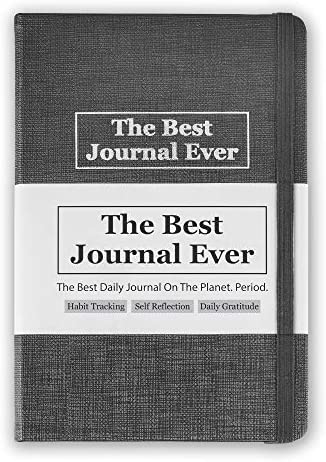 The Best
Journal Ever
The Best
Journal Ever
The Best Daily Journal On The Planet. Period.
Habit Tracking Self Reflection Daily Gratitude